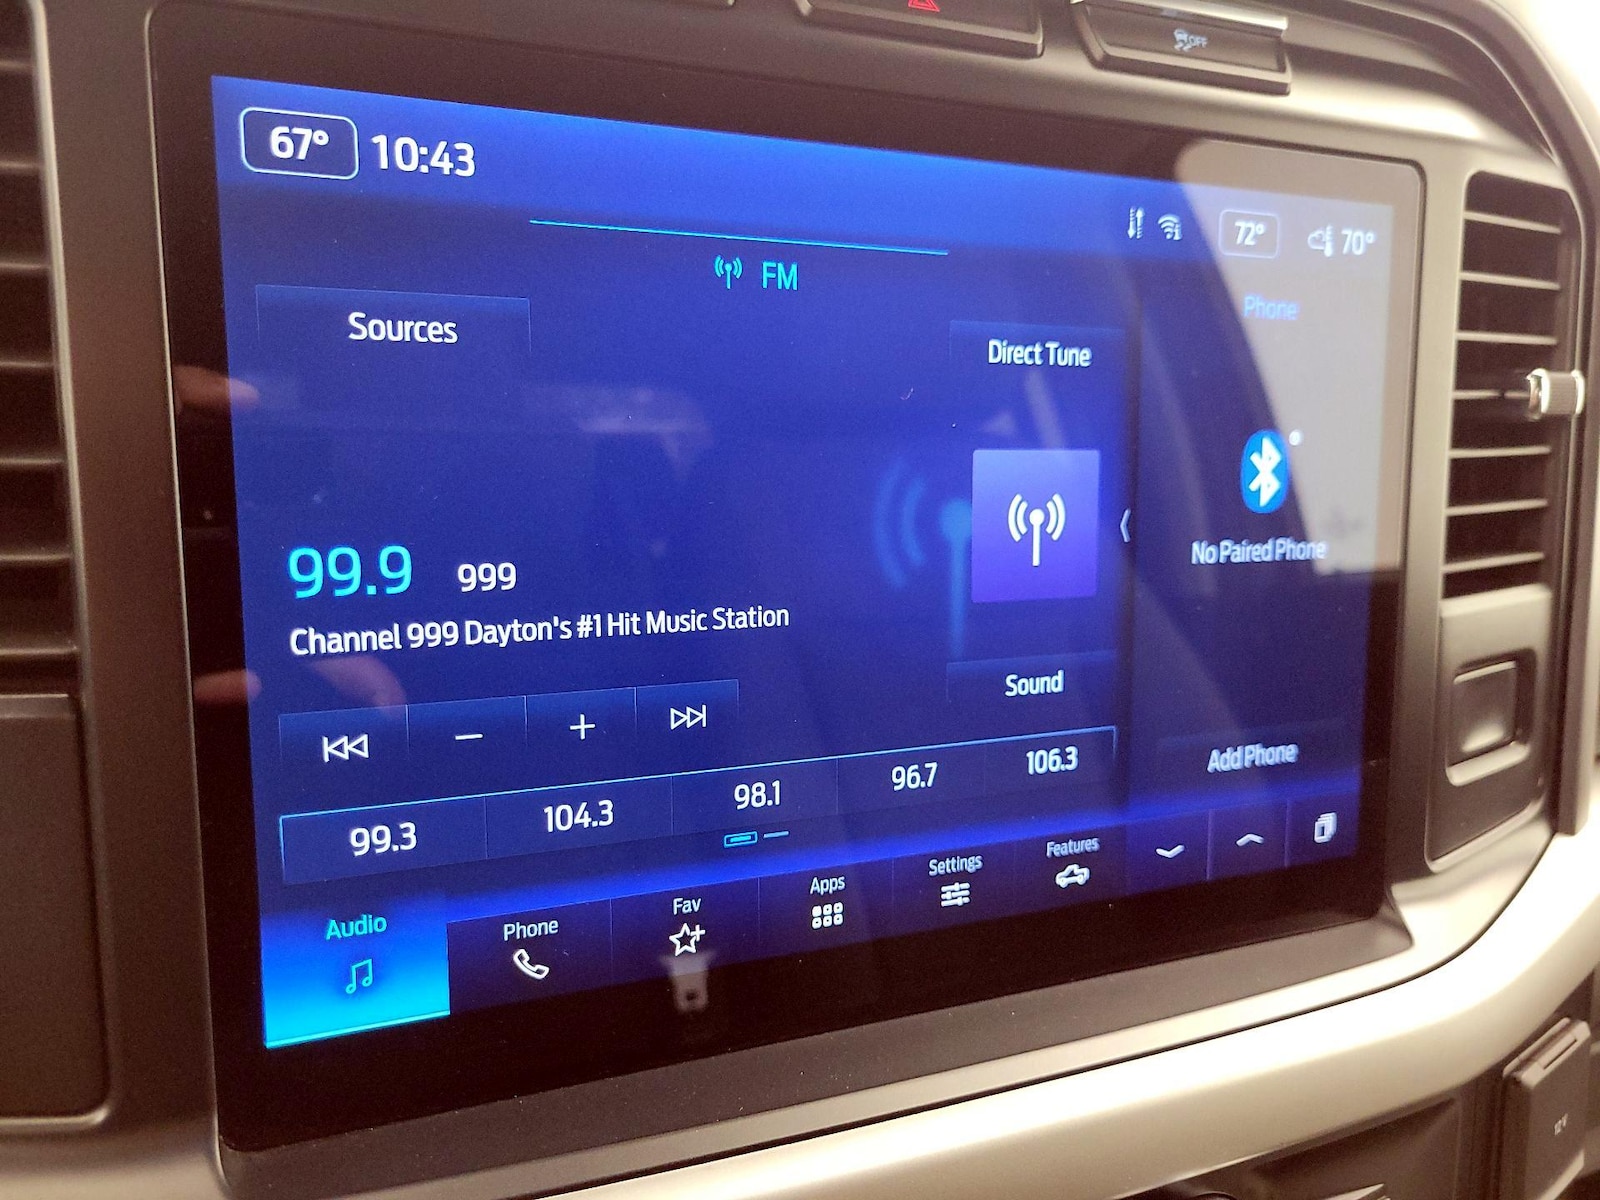 OFF
67° 10:43
72° 70°
FM
Phone
Sources
Direct Tune
99.9 999
Channel 999 Dayton's #1 Hit Music Station
No Paired Phone
Sound
− +
Add Phone
99.3 104.3 98.1 96.7 106.3
Audio Phone Fav Apps Settings Features
12V